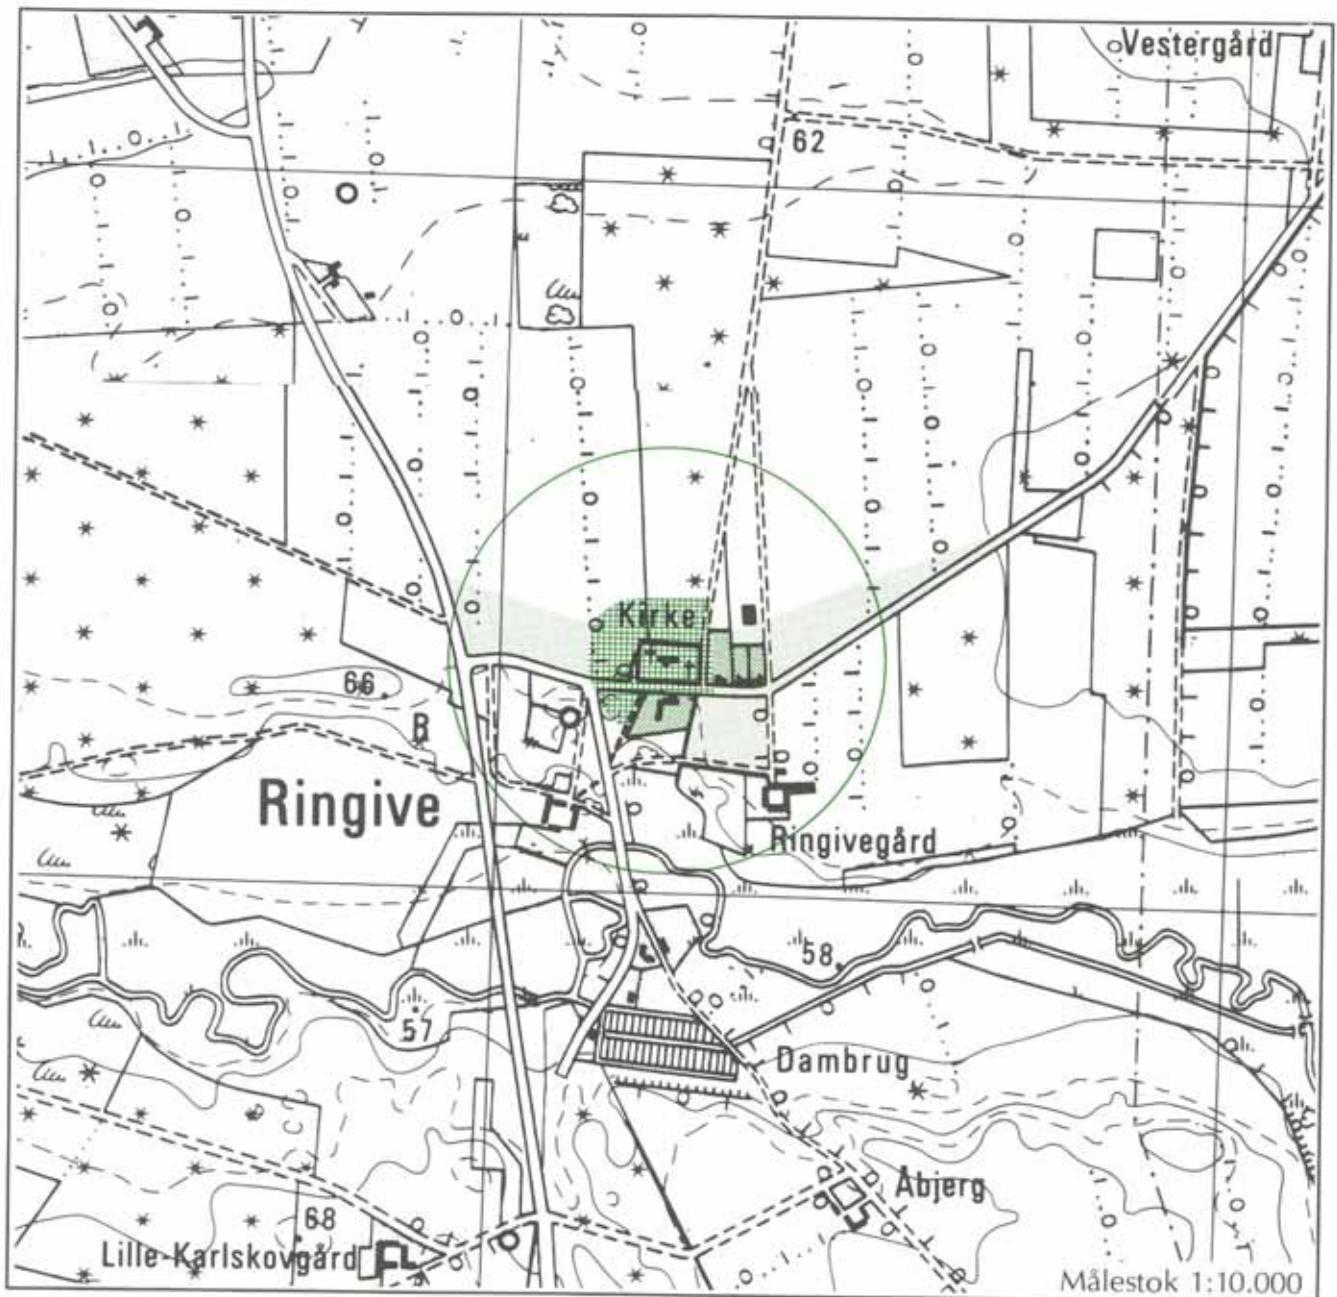 Vestergård
62
Kirke
66
B
Ringive
Ringivegård
58
57
Dambrug
Åbjerg
68
Lille-Karlskovgård
Målestok 1:10.000